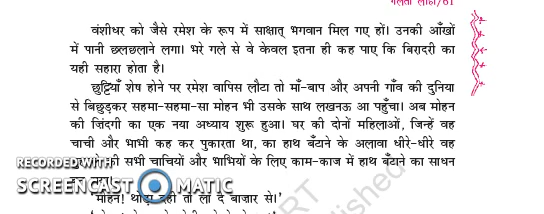 गलता लोहा/61
वंशीधर को जैसे रमेश के रूप में साक्षात् भगवान मिल गए हों। उनकी आँखों
में पानी छलछलाने लगा। भरे गले से वे केवल इतना ही कह पाए कि बिरादरी का
यही सहारा होता है।
छुट्टियाँ शेष होने पर रमेश वापिस लौटा तो माँ-बाप और अपनी गाँव की दुनिया
से बिछुड़कर सहमा-सहमा-सा मोहन भी उसके साथ लखनऊ आ पहुँचा। अब मोहन
की ज़िंदगी का एक नया अध्याय शुरू हुआ। घर की दोनों महिलाओं, जिन्हें वह
चाची और भाभी कह कर पुकारता था, का हाथ बँटाने के अलावा धीरे-धीरे वह
की सभी चाचियों और भाभियों के लिए काम-काज में हाथ बँटाने का साधन
RECORDED WITH
SCREENCAST MATIC
'मोहन! थोड़ा दही तो ला दे बाज़ार से।'